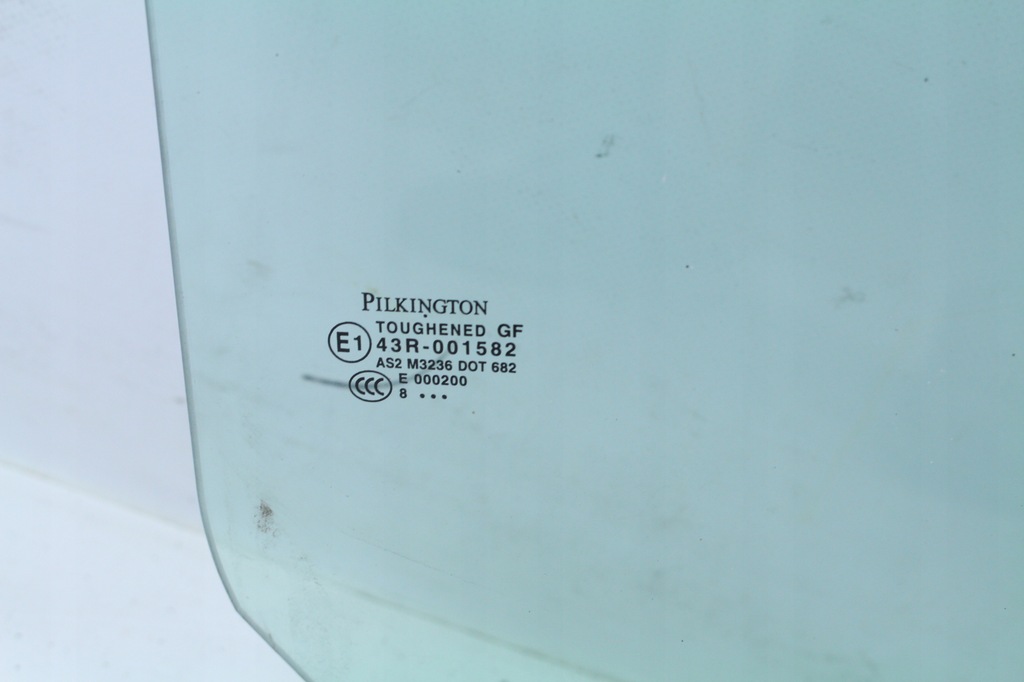 PILKINGTON
TOUGHENED GF
E1 43R-001582
AS2 M3236 DOT 682
CCC E 000200
8 ...